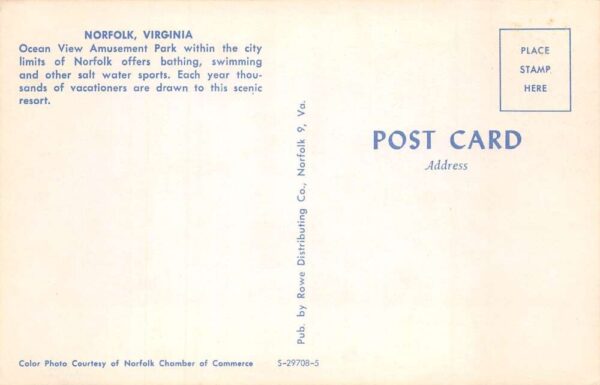 NORFOLK, VIRGINIA
Ocean View Amusement Park within the city
limits of Norfolk offers bathing, swimming
and other salt water sports. Each year thou-
sands of vacationers are drawn to this scenic
resort.
Pub. by Rowe Distributing Co., Norfolk 9, Va.
PLACE
STAMP
HERE
POST CARD
Address
Color Photo Courtesy of Norfolk Chamber of Commerce
S-29708-5